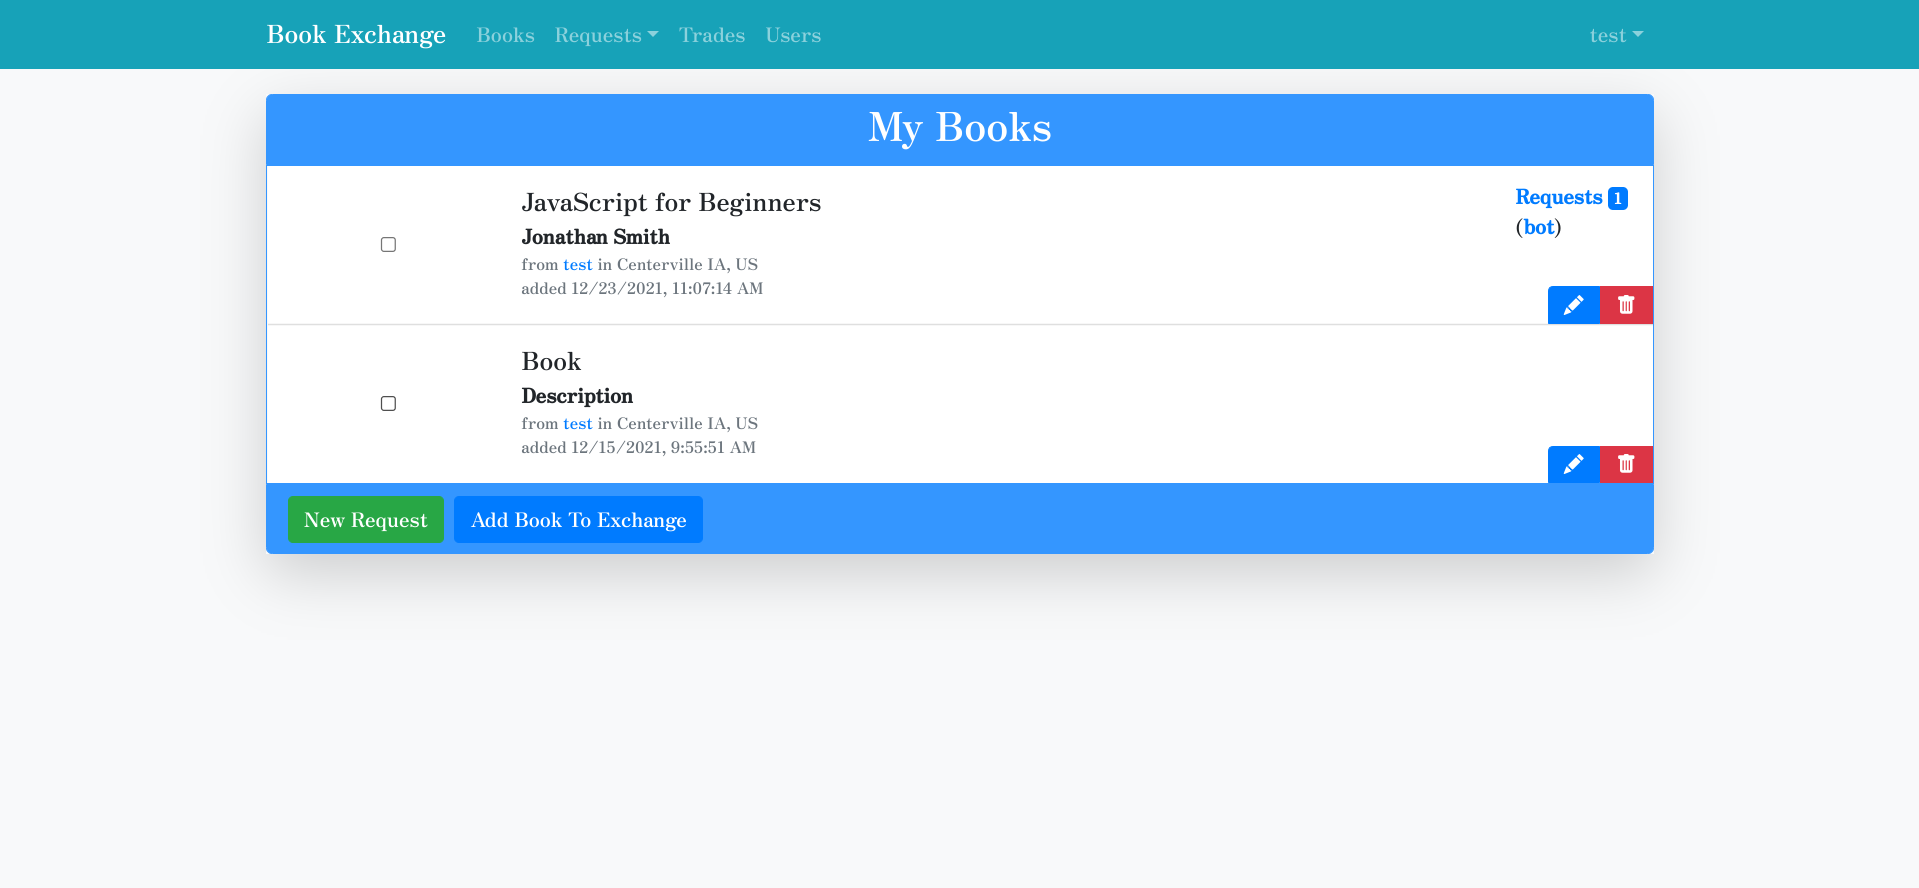 Book Exchange Books Requests Trades Users test
My Books
JavaScript for Beginners
Jonathan Smith
from test in Centerville IA, US
added 12/23/2021, 11:07:14 AM
Requests 1
(bot)
Book
Description
from test in Centerville IA, US
added 12/15/2021, 9:55:51 AM
New Request Add Book To Exchange